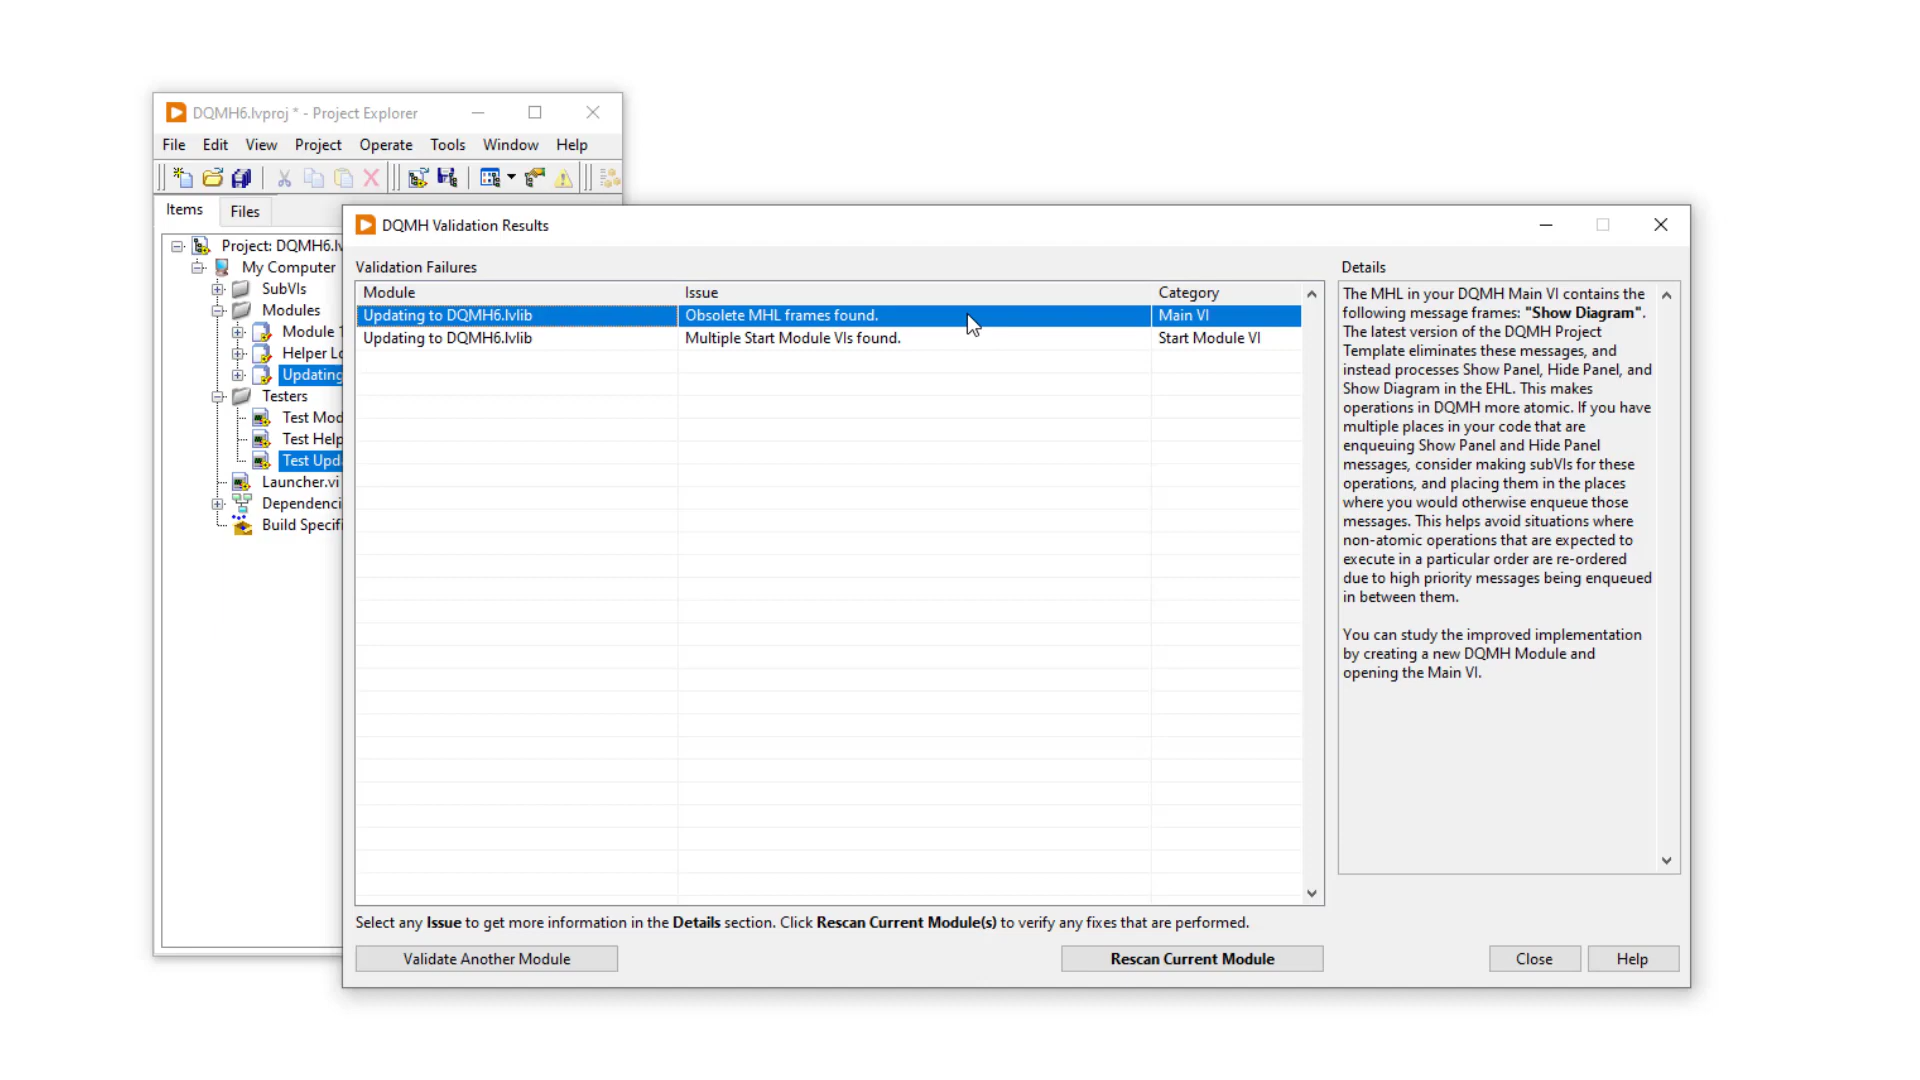 DQMH6.lvproj * - Project Explorer
File Edit View Project Operate Tools Window Help
Items Files
Project: DQMH6.lv
My Computer
SubVIs
Modules
Module 1
Helper Lo
Updating
Testers
Test Mod
Test Help
Test Upda
Launcher.vi
Dependenci
Build Specifi
DQMH Validation Results
Validation Failures
Module Issue Category
Updating to DQMH6.lvlib Obsolete MHL frames found. Main VI
Updating to DQMH6.lvlib Multiple Start Module VIs found. Start Module VI
Select any Issue to get more information in the Details section. Click Rescan Current Module(s) to verify any fixes that are performed.
Validate Another Module Rescan Current Module Close Help
Details
The MHL in your DQMH Main VI contains the
following message frames: "Show Diagram".
The latest version of the DQMH Project
Template eliminates these messages, and
instead processes Show Panel, Hide Panel, and
Show Diagram in the EHL. This makes
operations in DQMH more atomic. If you have
multiple places in your code that are
enqueuing Show Panel and Hide Panel
messages, consider making subVIs for these
operations, and placing them in the places
where you would otherwise enqueue those
messages. This helps avoid situations where
non-atomic operations that are expected to
execute in a particular order are re-ordered
due to high priority messages being enqueued
in between them.
You can study the improved implementation
by creating a new DQMH Module and
opening the Main VI.